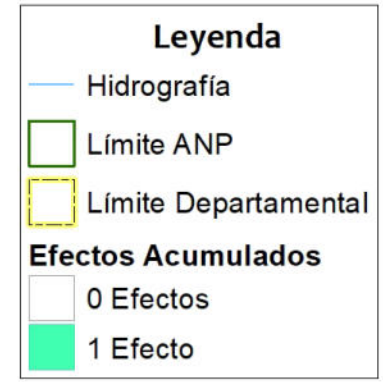 Leyenda
Hidrografía
Límite ANP
Límite Departamental
Efectos Acumulados
0 Efectos
1 Efecto